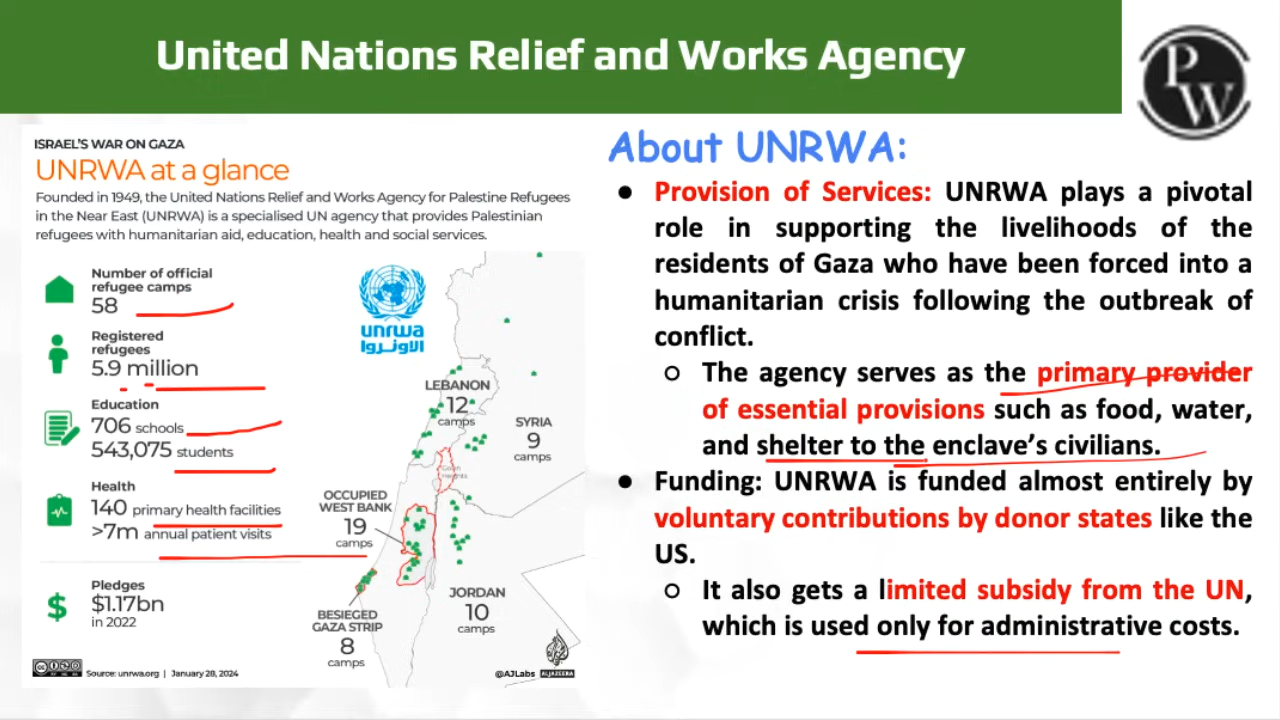 United Nations Relief and Works Agency
PW
ISRAEL'S WAR ON GAZA
UNRWA at a glance
Founded in 1949, the United Nations Relief and Works Agency for Palestine Refugees
in the Near East (UNRWA) is a specialised UN agency that provides Palestinian
refugees with humanitarian aid, education, health and social services.
Number of official
refugee camps
58
Registered
refugees
5.9 million
Education
706 schools
543,075 students
Health
140 primary health facilities
>7m annual patient visits
Pledges
$1.17bn
in 2022
$
unrwa
الاونروا
LEBANON
12
camps
SYRIA
9
camps
Golan
Heights
OCCUPIED
WEST BANK
19
camps
JORDAN
10
camps
BESIEGED
GAZA STRIP
8
camps
Source: unrwa.org | January 28, 2024
@AJLabs ALJAZEERA
About UNRWA:
● Provision of Services: UNRWA plays a pivotal
role in supporting the livelihoods of the
residents of Gaza who have been forced into a
humanitarian crisis following the outbreak of
conflict.
○ The agency serves as the primary provider
of essential provisions such as food, water,
and shelter to the enclave's civilians.
● Funding: UNRWA is funded almost entirely by
voluntary contributions by donor states like the
US.
○ It also gets a limited subsidy from the UN,
which is used only for administrative costs.